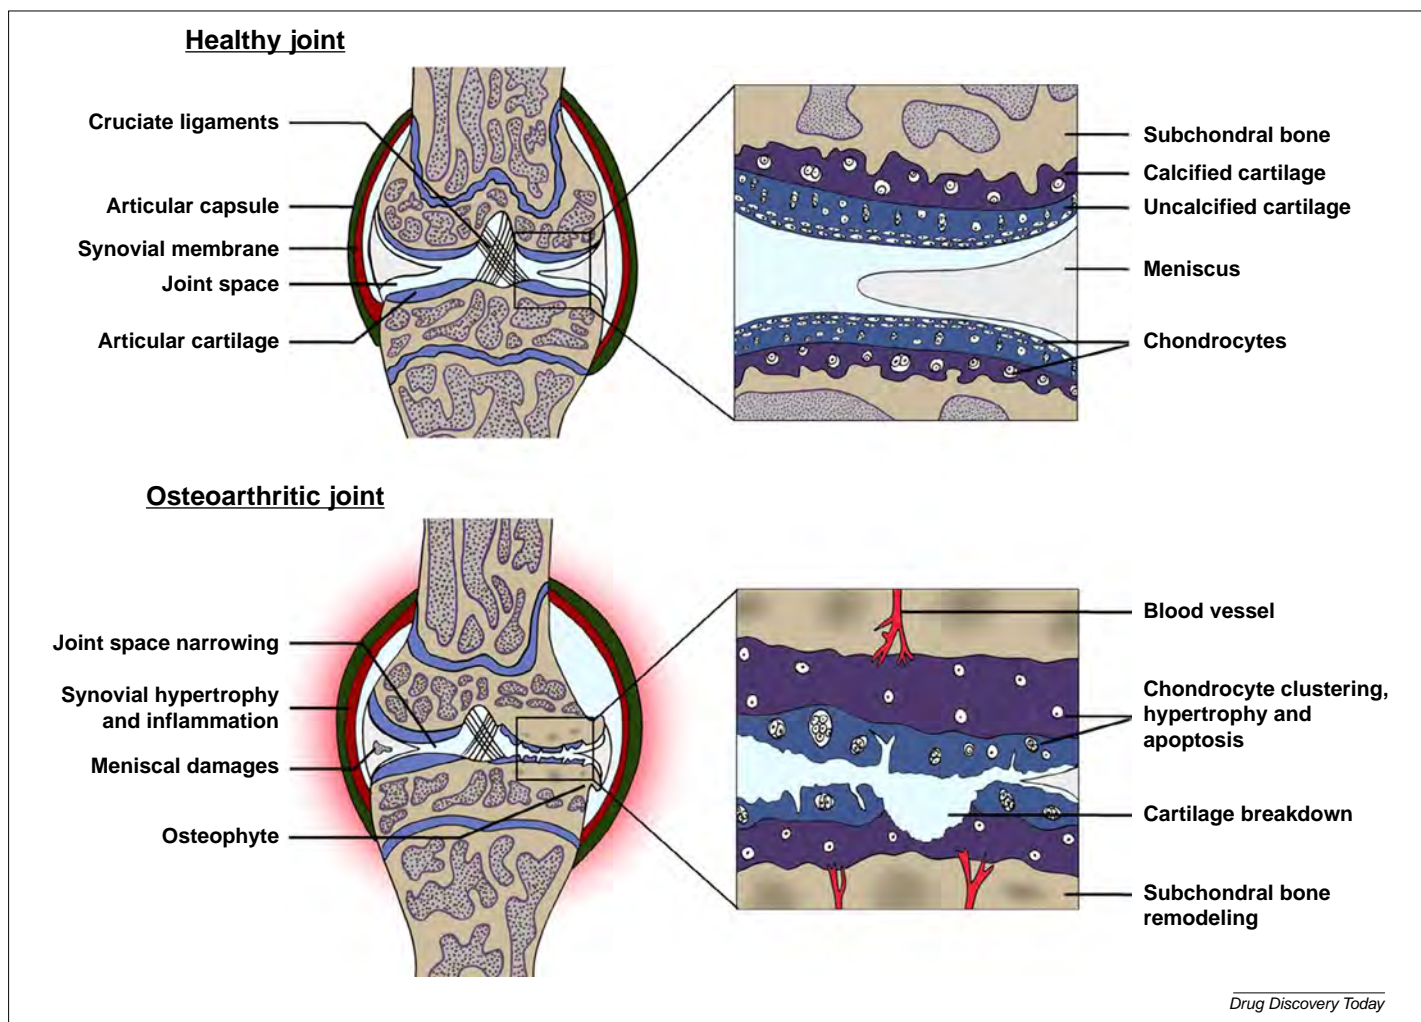 Healthy joint
Cruciate ligaments
Articular capsule
Synovial membrane
Joint space
Articular cartilage
Subchondral bone
Calcified cartilage
Uncalcified cartilage
Meniscus
Chondrocytes
Osteoarthritic joint
Joint space narrowing
Synovial hypertrophy
and inflammation
Meniscal damages
Osteophyte
Blood vessel
Chondrocyte clustering,
hypertrophy and
apoptosis
Cartilage breakdown
Subchondral bone
remodeling
Drug Discovery Today